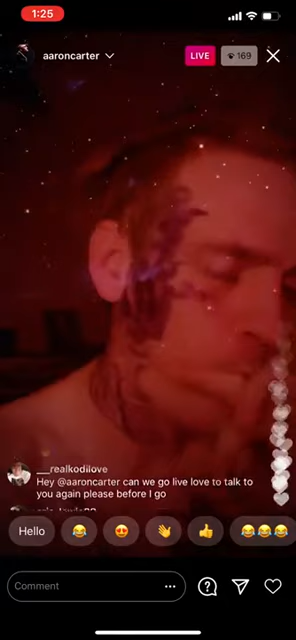 1:25
aaroncarter
LIVE
169
___realkodilove
Hey @aaroncarter can we go live love to talk to
you again please before I go
Hello
Comment